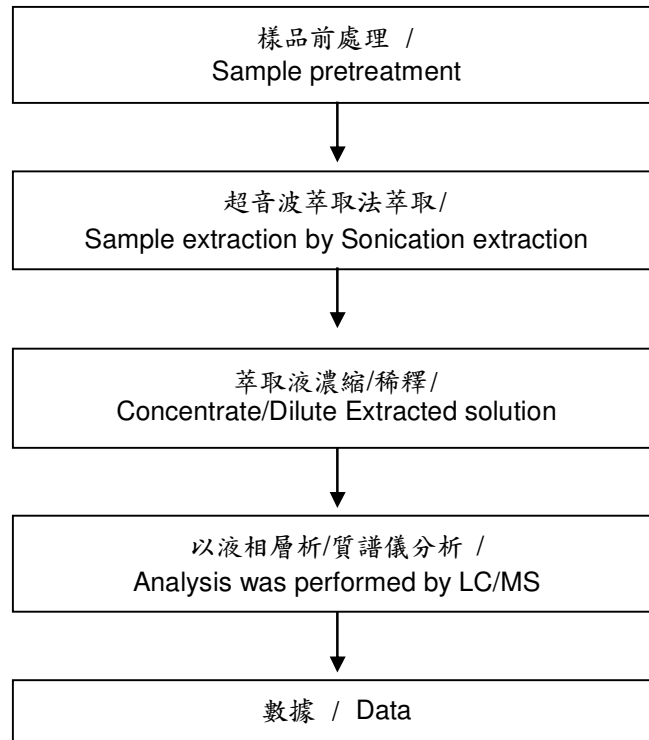 樣品前處理 /
Sample pretreatment
超音波萃取法萃取/
Sample extraction by Sonication extraction
萃取液濃縮/稀釋/
Concentrate/Dilute Extracted solution
以液相層析/質譜儀分析 /
Analysis was performed by LC/MS
數據 / Data